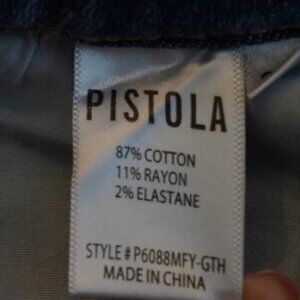 PISTOLA
87% COTTON
11% RAYON
2% ELASTANE
STYLE # P6088MFY-GTH
MADE IN CHINA